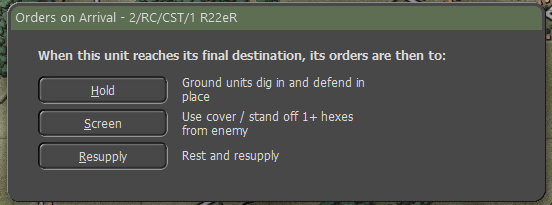 Orders on Arrival - 2/RC/CST/1 R22eR
When this unit reaches its final destination, its orders are then to:
Hold
Ground units dig in and defend in
place
Screen
Use cover / stand off 1+ hexes
from enemy
Resupply
Rest and resupply